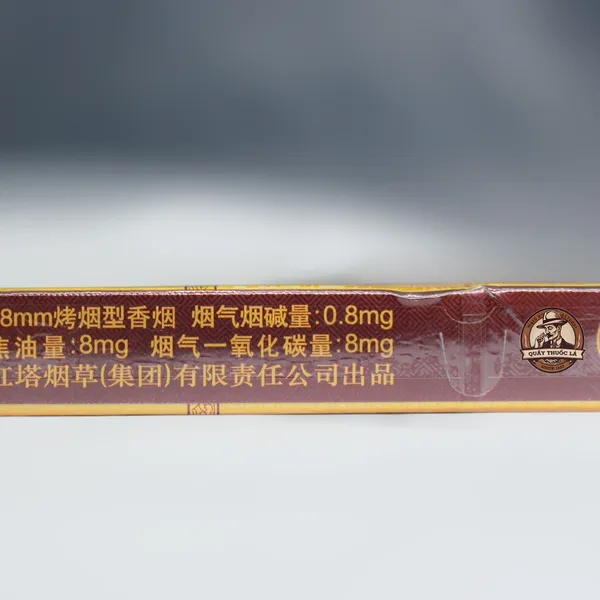 8mm烤烟型香烟 烟气烟碱量:0.8mg
焦油量:8mg 烟气一氧化碳量:8mg
红塔烟草(集团)有限责任公司出品
QUẦY THUỐC LÁ